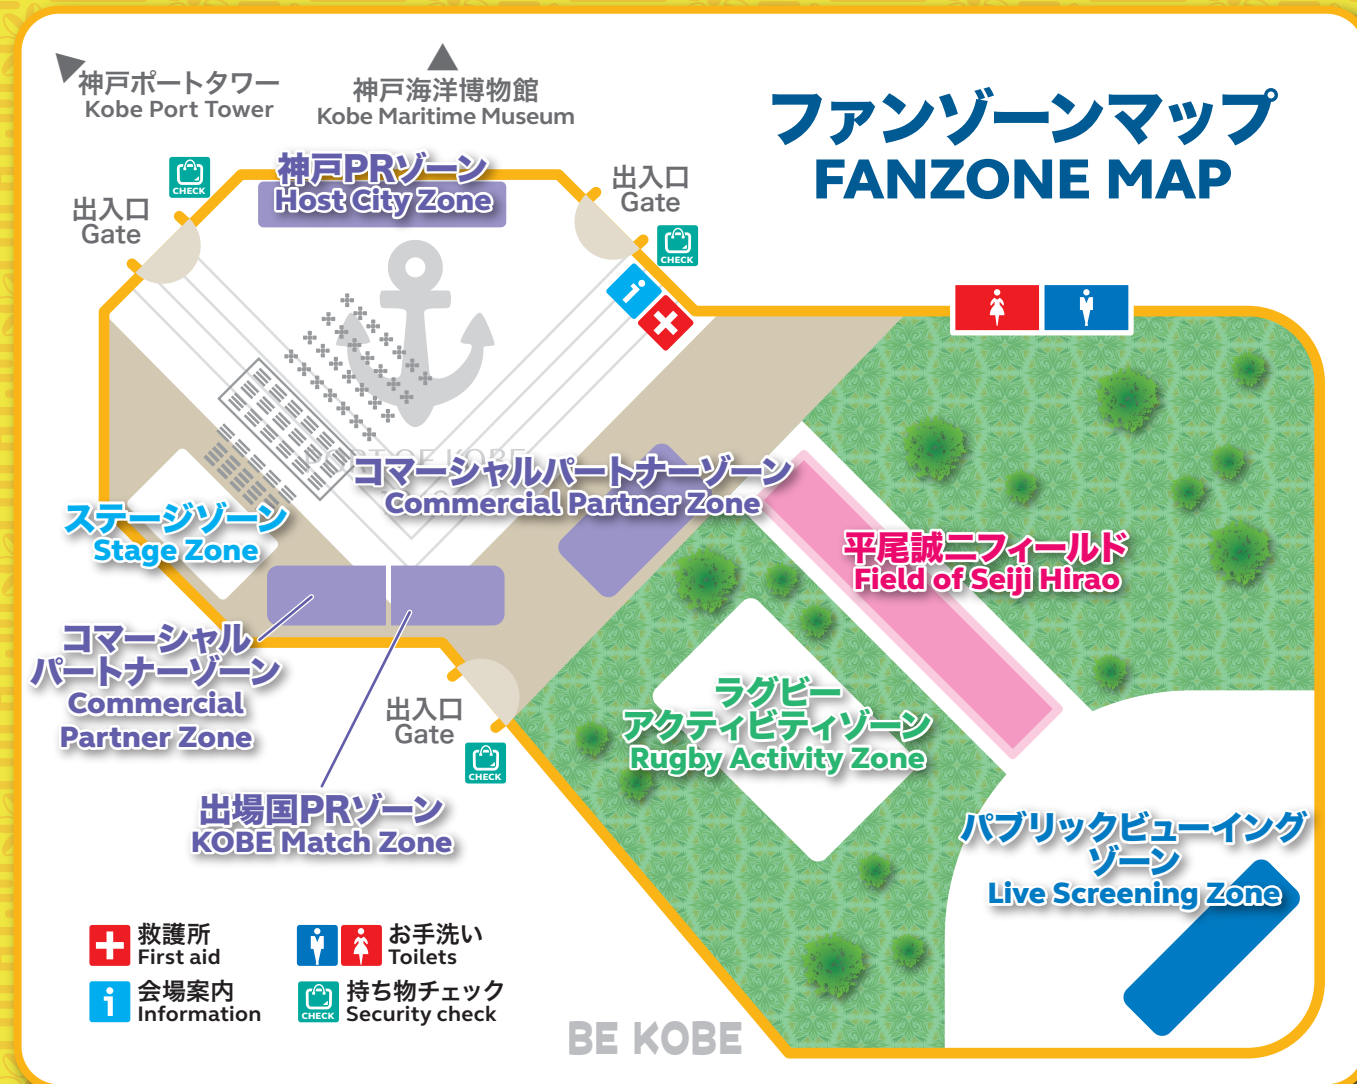 神戸ポートタワー
Kobe Port Tower
神戸海洋博物館
Kobe Maritime Museum
ファンゾーンマップ
FANZONE MAP
CHECK
神戸PRゾーン
Host City Zone
出入口
Gate
出入口
Gate
CHECK
i
PORT OF KOBE
コマーシャルパートナーゾーン
Commercial Partner Zone
ステージゾーン
Stage Zone
平尾誠二フィールド
Field of Seiji Hirao
コマーシャル
パートナーゾーン
Commercial
Partner Zone
出入口
Gate
CHECK
ラグビー
アクティビティゾーン
Rugby Activity Zone
出場国PRゾーン
KOBE Match Zone
パブリックビューイング
ゾーン
Live Screening Zone
救護所
First aid
お手洗い
Toilets
i
会場案内
Information
CHECK
持ち物チェック
Security check
BE KOBE